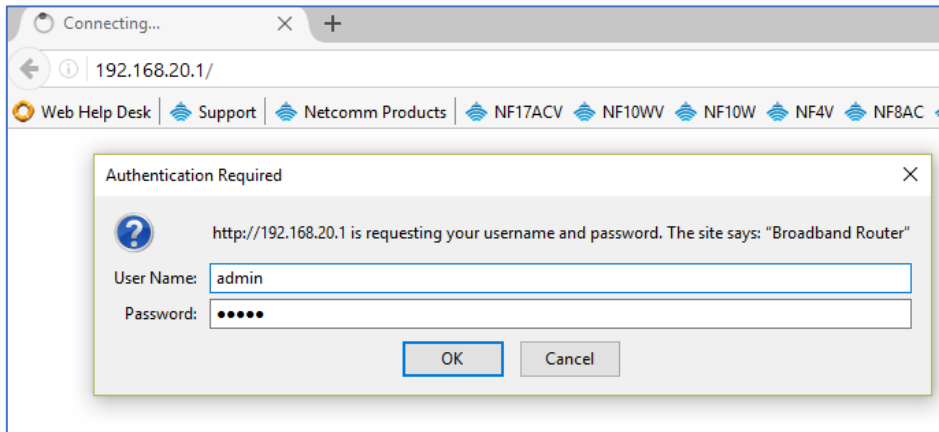 Connecting...
192.168.20.1/
Web Help Desk Support Netcomm Products NF17ACV NF10WV NF10W NF4V NF8AC
Authentication Required
http://192.168.20.1 is requesting your username and password. The site says: "Broadband Router"
User Name: admin
Password: •••••
OK Cancel